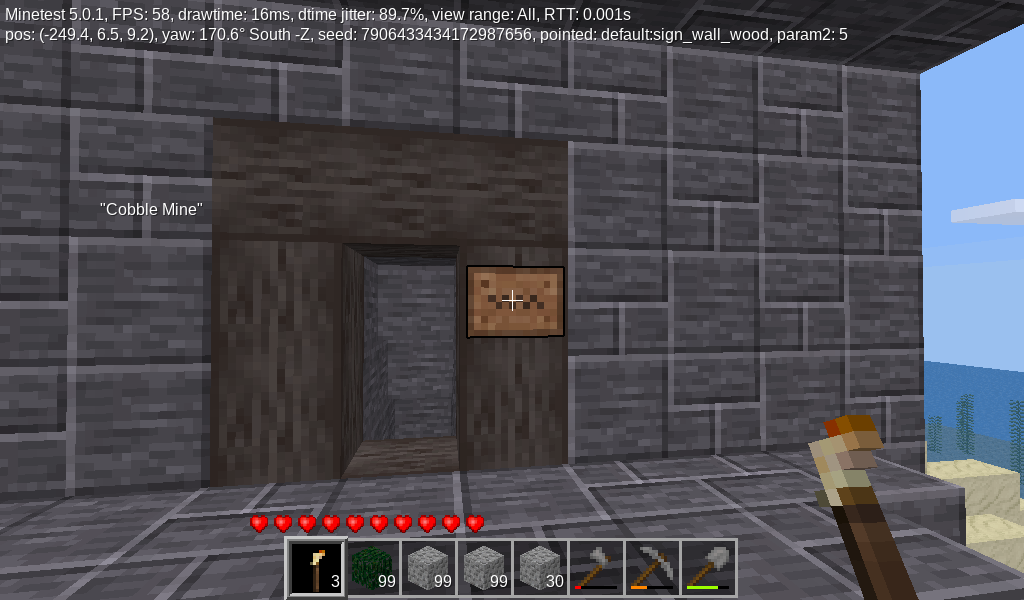 Minetest 5.0.1, FPS: 58, drawtime: 16ms, dtime jitter: 89.7%, view range: All, RTT: 0.001s
pos: (-249.4, 6.5, 9.2), yaw: 170.6° South -Z, seed: 7906433434172987656, pointed: default:sign_wall_wood, param2: 5
"Cobble Mine"
3
99
99
99
30